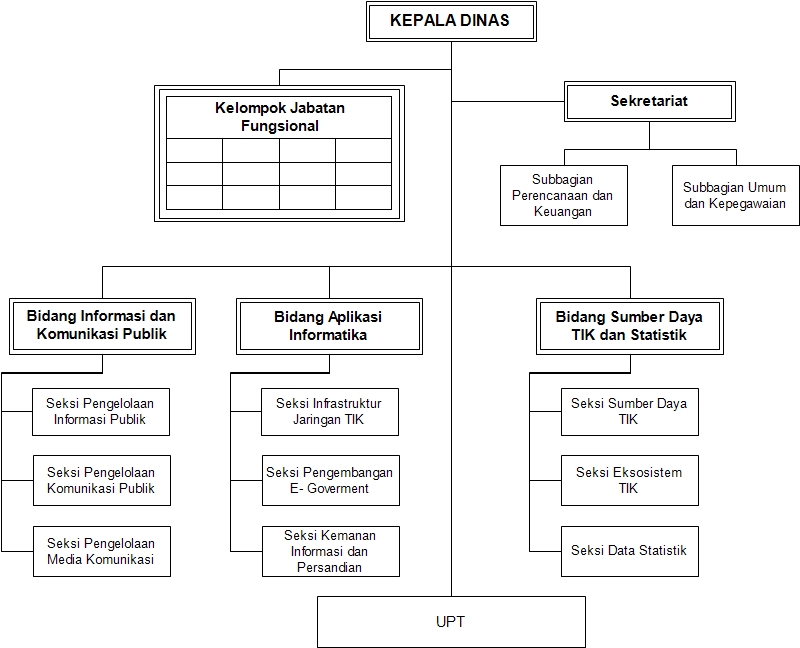 KEPALA DINAS
Kelompok Jabatan
Fungsional
Sekretariat
Subbagian
Perencanaan dan
Keuangan
Subbagian Umum
dan Kepegawaian
Bidang Informasi dan
Komunikasi Publik
Bidang Aplikasi
Informatika
Bidang Sumber Daya
TIK dan Statistik
Seksi Pengelolaan
Informasi Publik
Seksi Infrastruktur
Jaringan TIK
Seksi Sumber Daya
TIK
Seksi Pengelolaan
Komunikasi Publik
Seksi Pengembangan
E- Goverment
Seksi Eksosistem
TIK
Seksi Pengelolaan
Media Komunikasi
Seksi Kemanan
Informasi dan
Persandian
Seksi Data Statistik
UPT